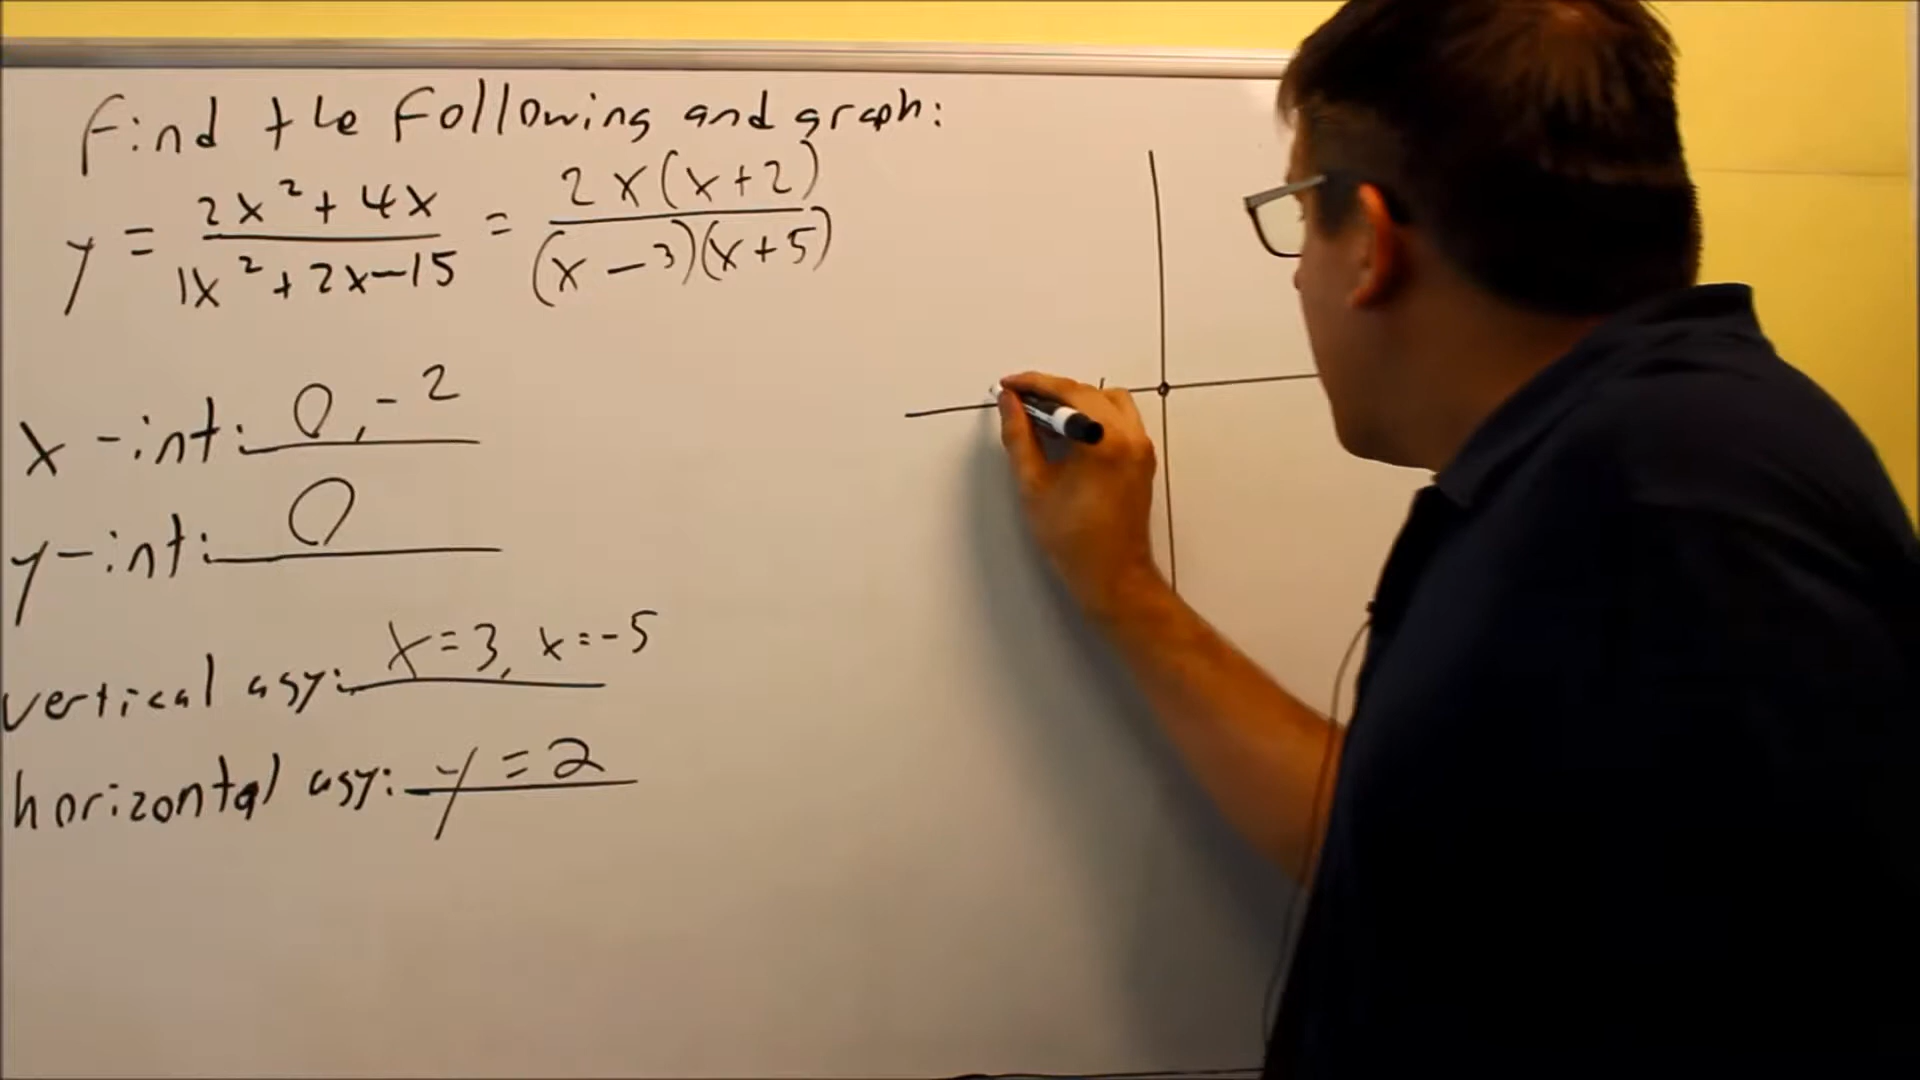 Find the following and graph:
y = (2x² + 4x)/(1x² + 2x - 15) = (2x(x+2))/((x-3)(x+5))
x-int: 0, -2
y-int: 0
vertical asy: x=3, x=-5
horizontal asy: y=2